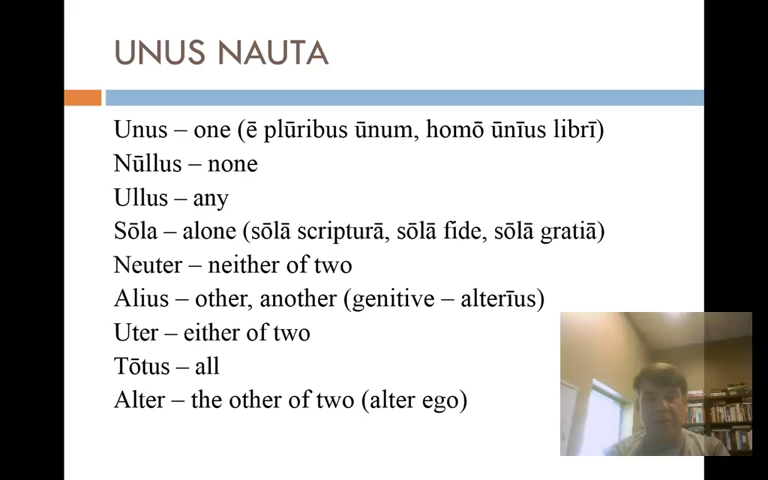 UNUS NAUTA
Unus – one (ē plūribus ūnum, homō ūnīus librī)
Nūllus – none
Ullus – any
Sōla – alone (sōlā scripturā, sōlā fide, sōlā gratiā)
Neuter – neither of two
Alius – other, another (genitive – alterīus)
Uter – either of two
Tōtus – all
Alter – the other of two (alter ego)